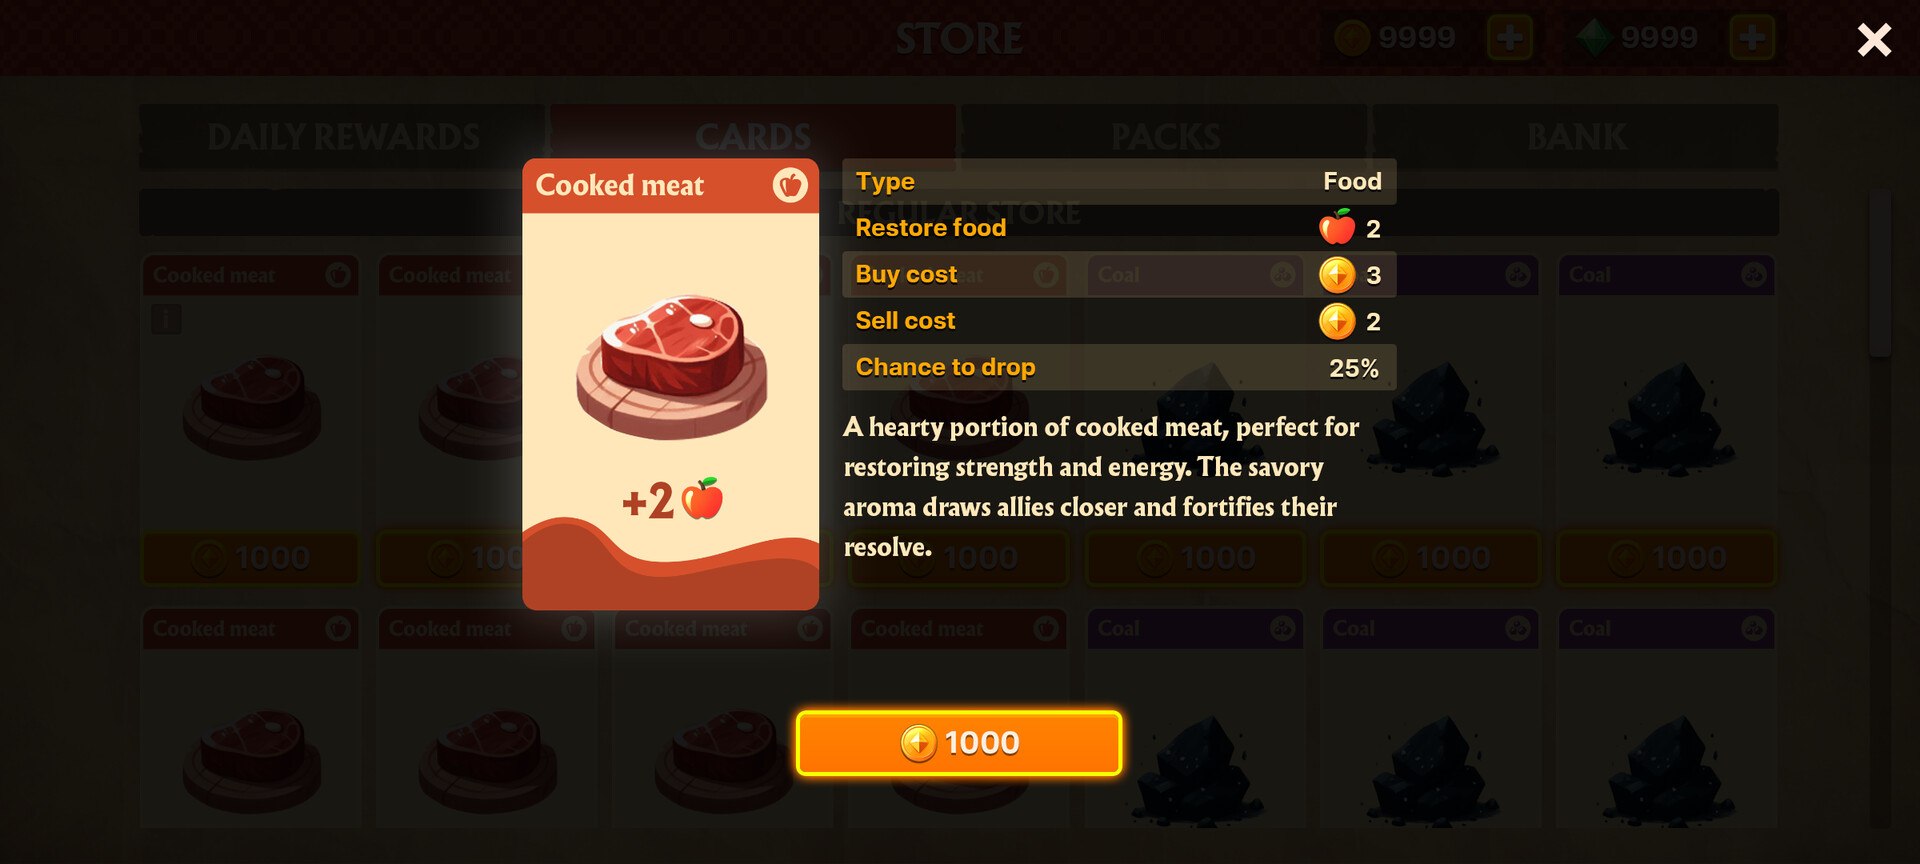 STORE
9999
9999
DAILY REWARDS
CARDS
PACKS
BANK
REGULAR STORE
Cooked meat
Type
Food
Restore food
2
Buy cost
3
Sell cost
2
Chance to drop
25%
A hearty portion of cooked meat, perfect for
restoring strength and energy. The savory
aroma draws allies closer and fortifies their
resolve.
+2
Cooked meat
Cooked meat
Coal
Coal
i
1000
1000
1000
1000
1000
Cooked meat
Cooked meat
Cooked meat
Cooked meat
Coal
Coal
Coal
1000